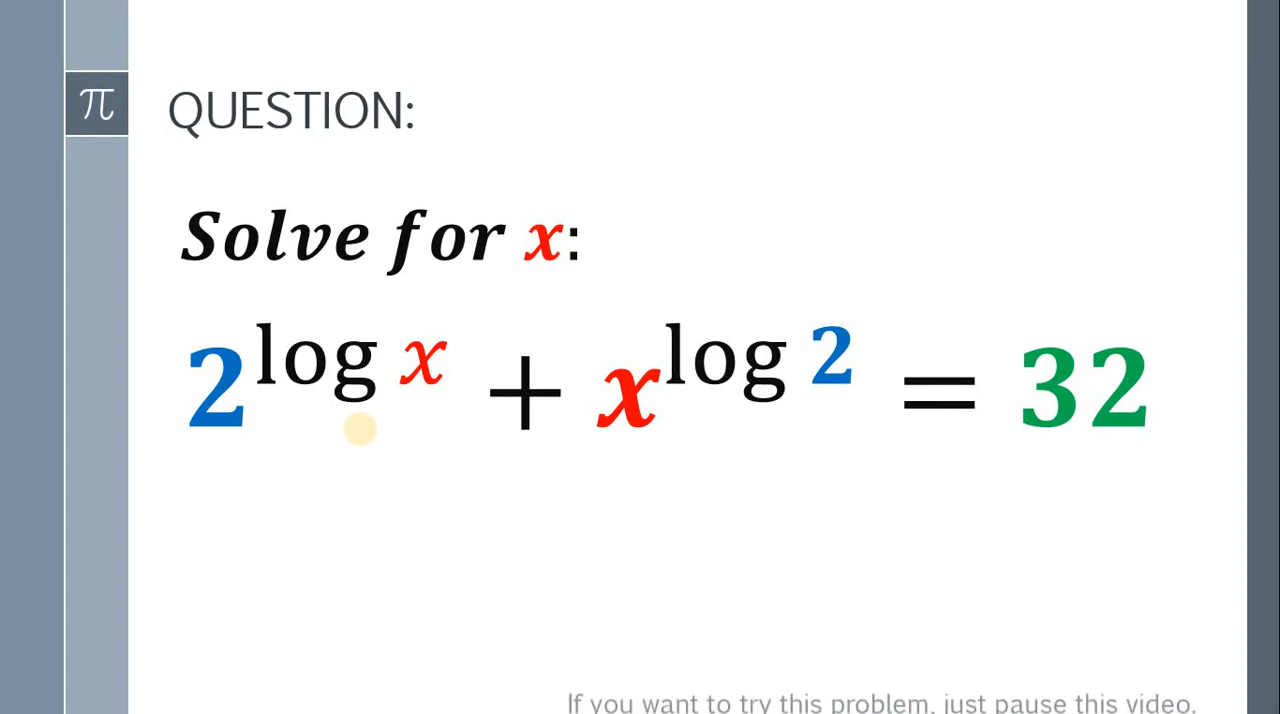 π
QUESTION:
Solve for x:
2^{log x} + x^{log 2} = 32
If you want to try this problem, just pause this video.